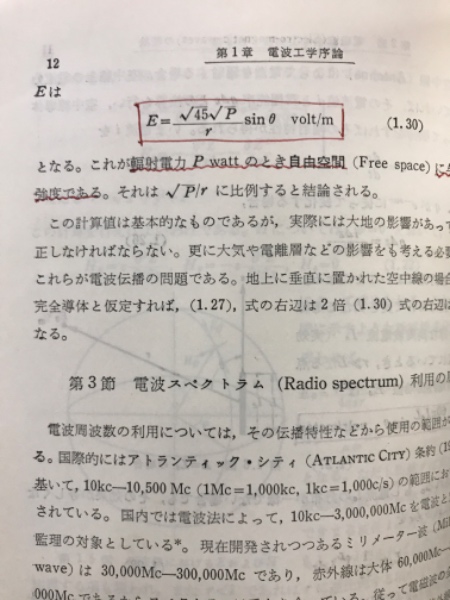 12
第1章 電波工学序論
Eは
E=√45√P/r sin θ volt/m (1.30)
となる。これが輻射電力 P watt のとき自由空間 (Free space) に
強度である。それは √P/r に比例すると結論される。
この計算値は基本的なものであるが，実際には大地の影響があっ
正しなければならない。更に大気や電離層などの影響をも考える必
これらが電波伝播の問題である。地上に垂直に置かれた空中線の場合
完全導体と仮定すれば，(1.27)，式の右辺は2倍 (1.30) 式の右辺は
なる。
第3節 電波スペクトラム (Radio spectrum) 利用の
電波周波数の利用については，その伝播特性などから使用の範囲が
る。国際的にはアトランティック・シティ (ATLANTIC CITY) 条約
基いて，10kc—10,500 Mc (1Mc=1,000kc, 1kc=1,000c/s) の範囲にお
されている。国内では電波法によって，10kc—3,000,000Mc を電波と
監理の対象としている*。現在開発されつつあるミリメーター波
wave) は 30,000Mc—300,000Mc であり，赤外線は大体 60,000Mc—